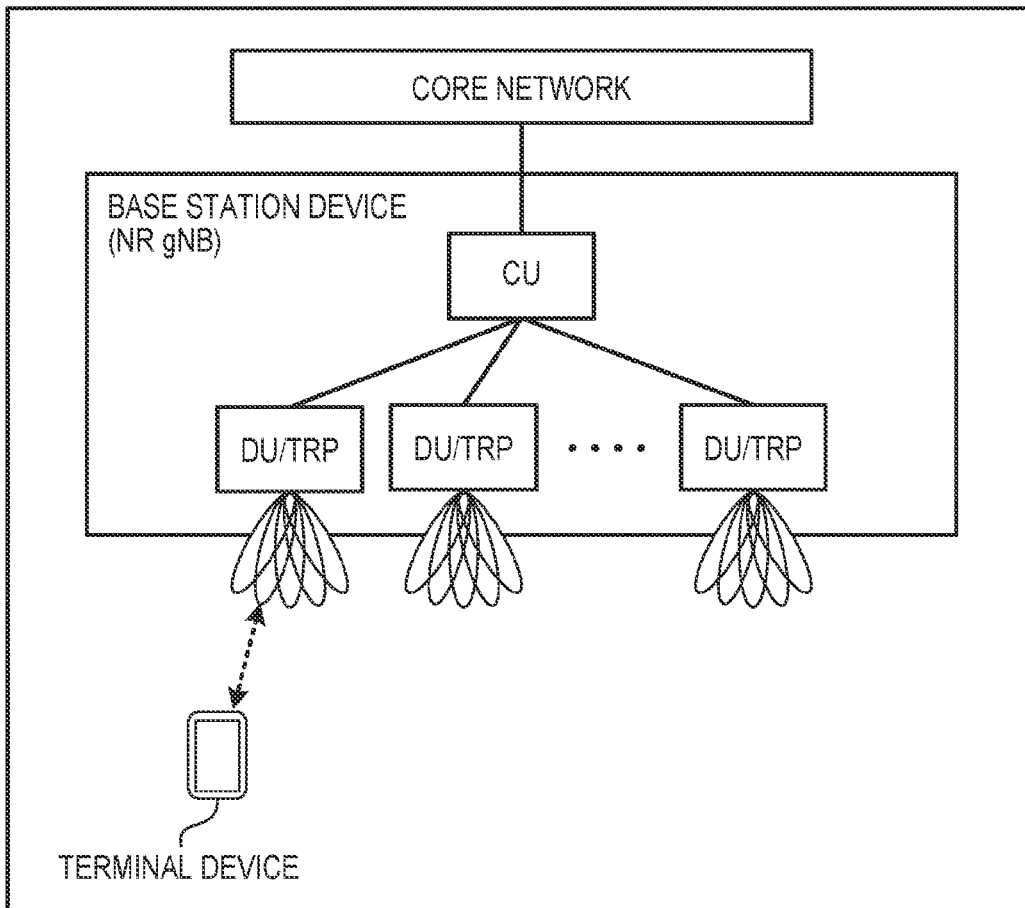 CORE NETWORK
BASE STATION DEVICE
(NR gNB)
CU
DU/TRP DU/TRP •••• DU/TRP
TERMINAL DEVICE